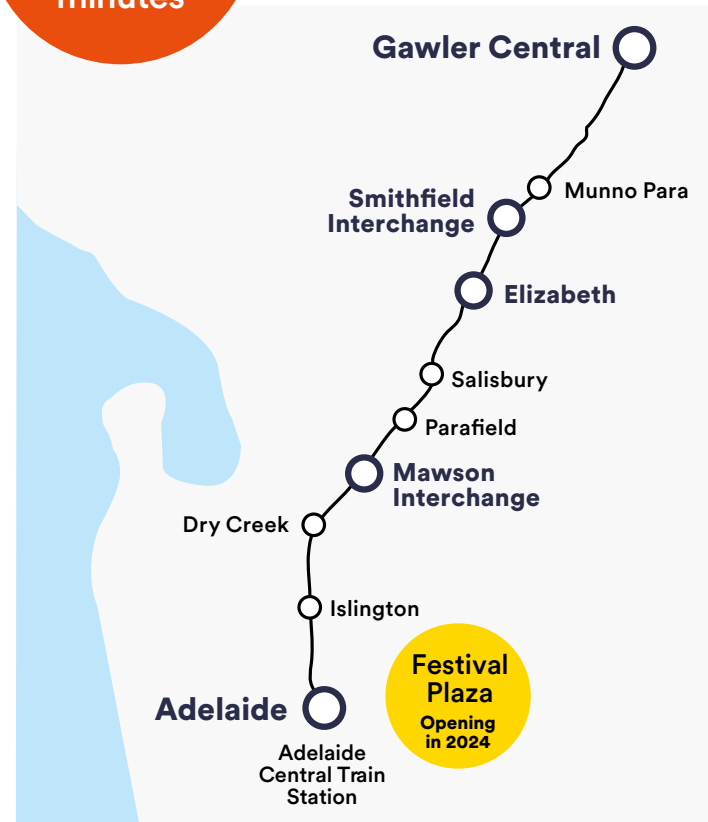 minutes
Gawler Central
Munno Para
Smithfield
Interchange
Elizabeth
Salisbury
Parafield
Mawson
Interchange
Dry Creek
Islington
Festival
Plaza
Opening
in 2024
Adelaide
Adelaide
Central Train
Station